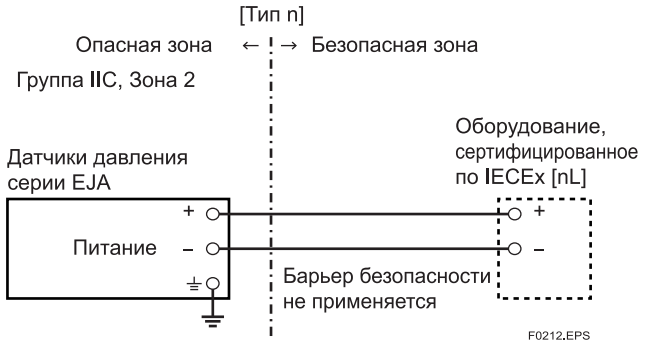 [Тип n]
Опасная зона ← → Безопасная зона
Группа IIC, Зона 2
Оборудование,
сертифицированное
по IECEx [nL]
Датчики давления
серии EJA
+ +
Питание – –
Барьер безопасности
не применяется
F0212.EPS